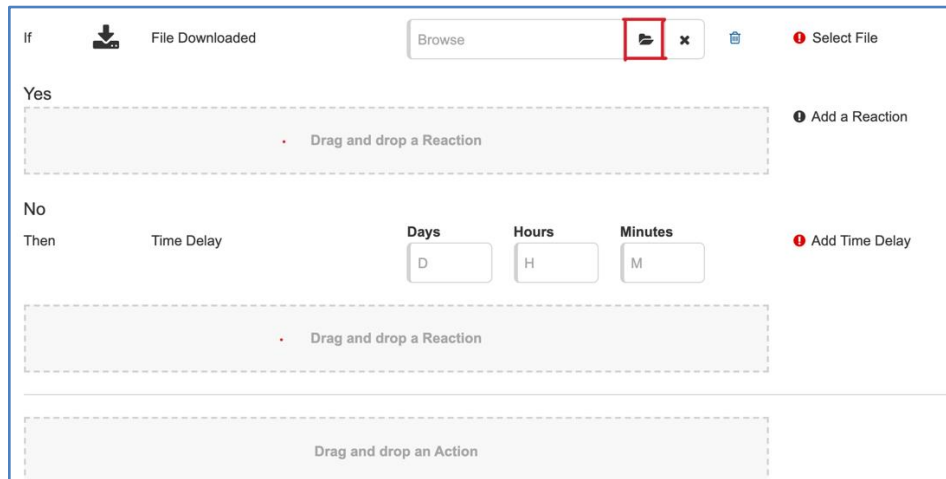 If File Downloaded Browse Select File
Yes
Add a Reaction
Drag and drop a Reaction
No
Days Hours Minutes
Then Time Delay Add Time Delay
D H M
Drag and drop a Reaction
Drag and drop an Action